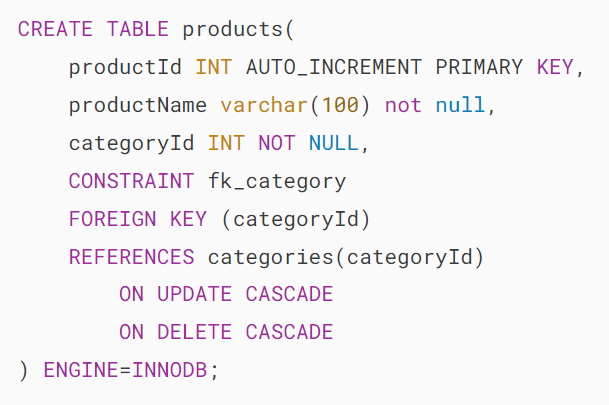 CREATE TABLE products(
    productId INT AUTO_INCREMENT PRIMARY KEY,
    productName varchar(100) not null,
    categoryId INT NOT NULL,
    CONSTRAINT fk_category
    FOREIGN KEY (categoryId)
    REFERENCES categories(categoryId)
        ON UPDATE CASCADE
        ON DELETE CASCADE
) ENGINE=INNODB;